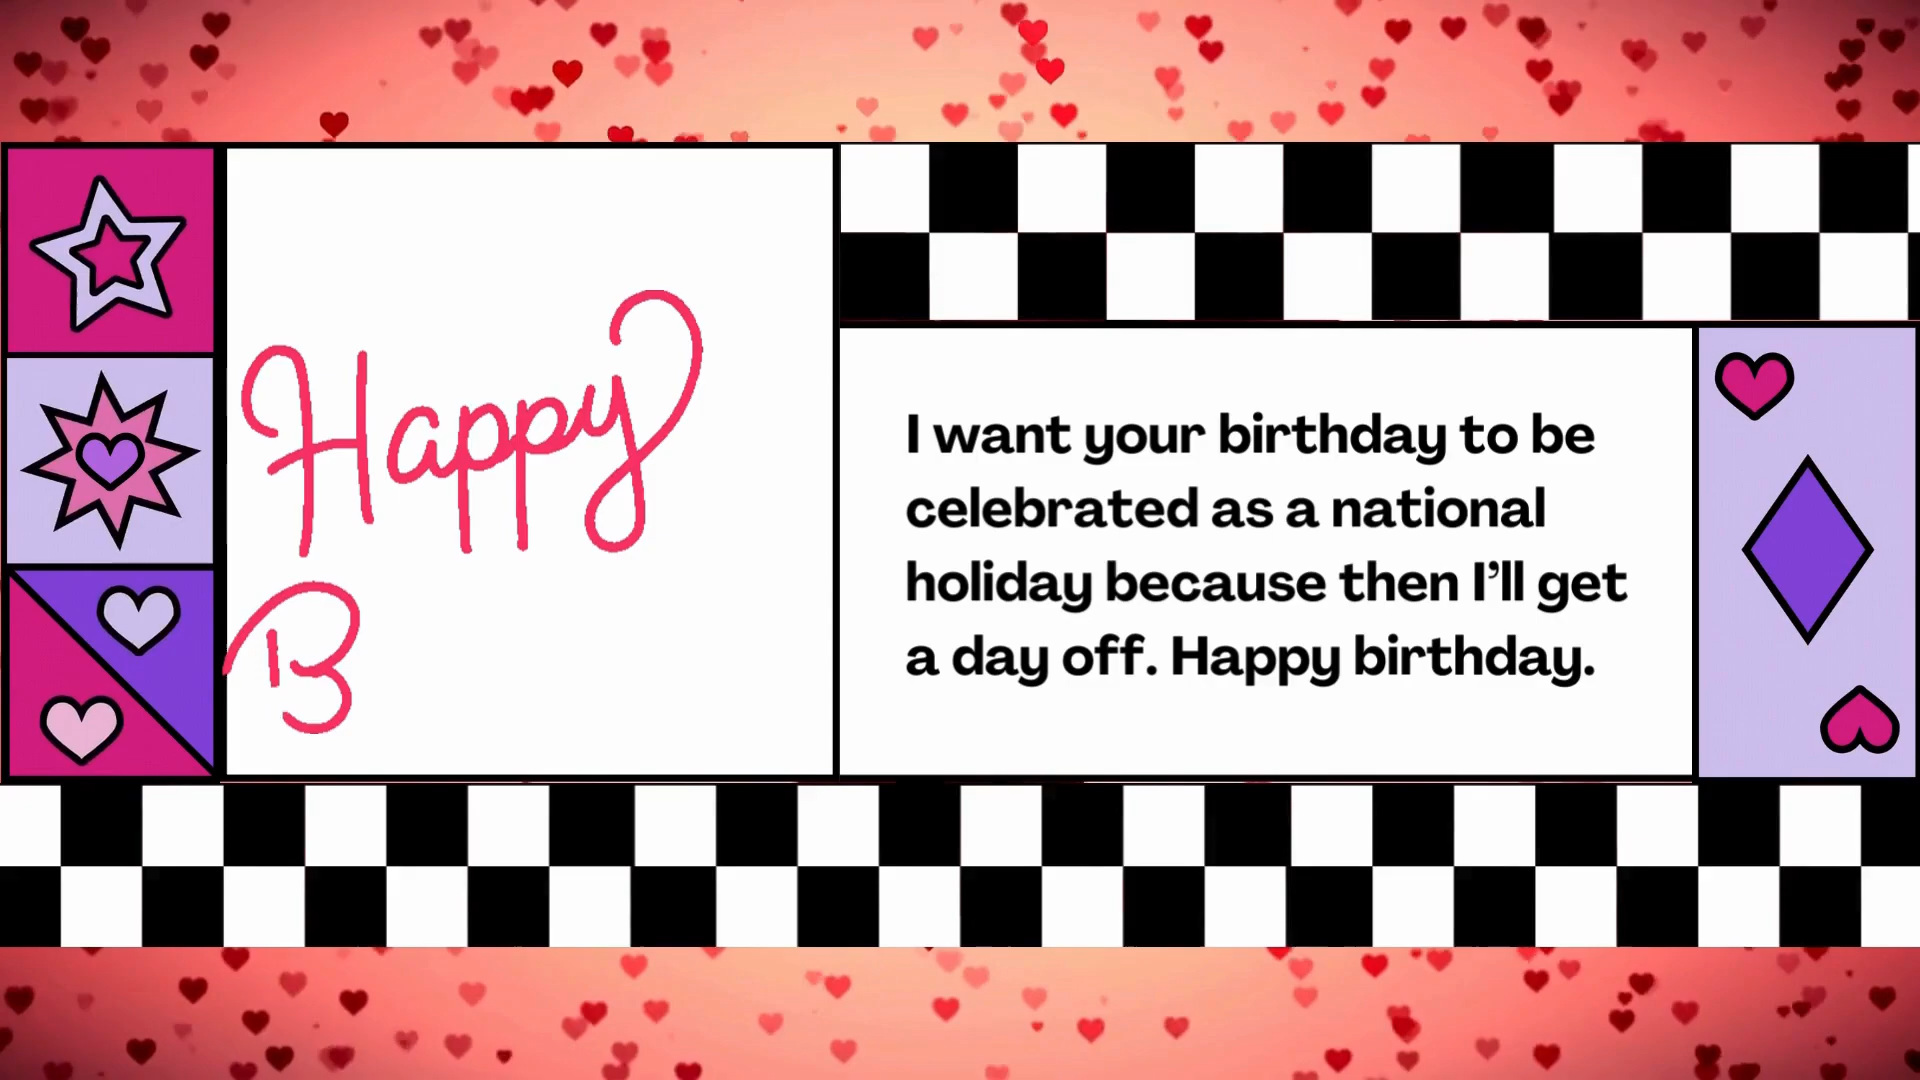 Happy
B
I want your birthday to be
celebrated as a national
holiday because then I’ll get
a day off. Happy birthday.